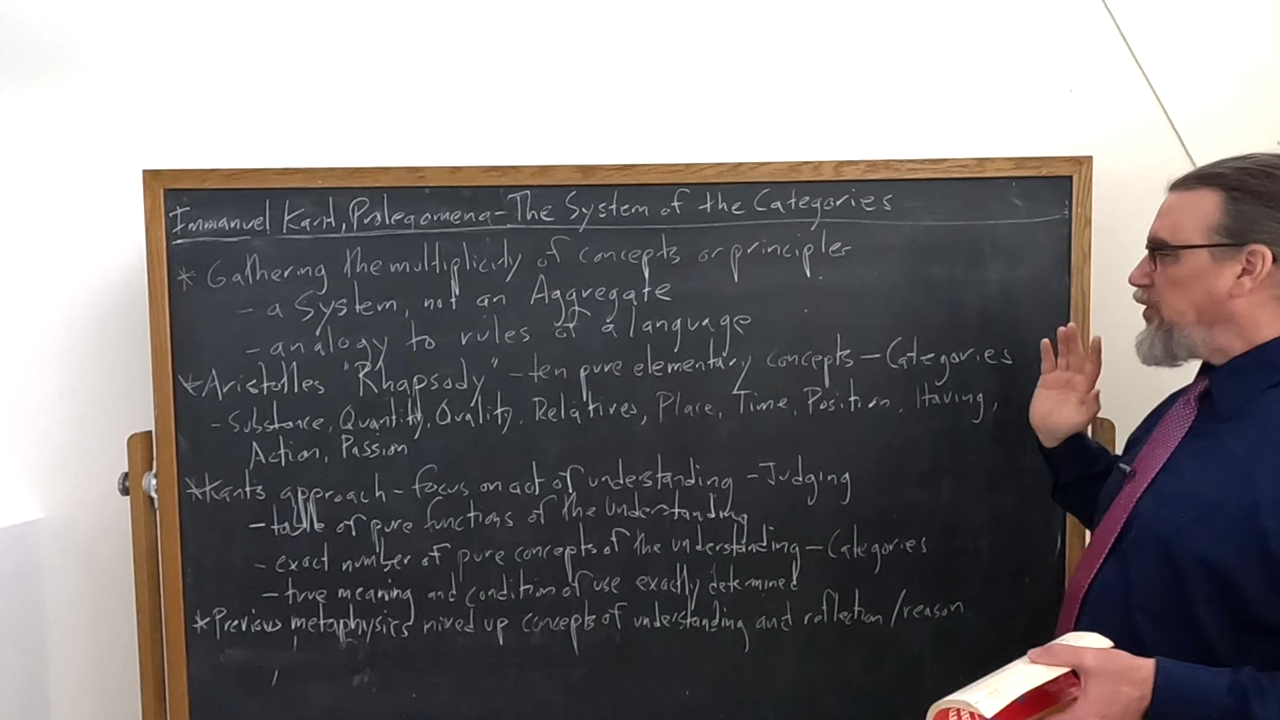 Immanuel Kant, Prolegomena - The System of the Categories
* Gathering the multiplicity of concepts or principles
- a System, not an Aggregate
- analogy to rules of a language
* Aristotles "Rhapsody" - ten pure elementary concepts - Categories
- Substance, Quantity, Quality, Relatives, Place, Time, Position, Having,
Action, Passion
* Kant's approach - focus on act of understanding - Judging
- table of pure functions of the understanding
- exact number of pure concepts of the understanding - Categories
- true meaning and condition of use exactly determined
* Previous metaphysics mixed up concepts of understanding and reflection/reason